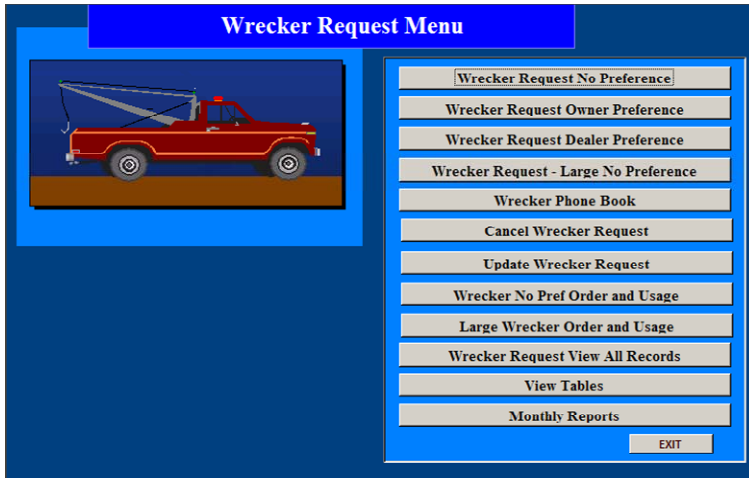 Wrecker Request Menu
Wrecker Request No Preference
Wrecker Request Owner Preference
Wrecker Request Dealer Preference
Wrecker Request - Large No Preference
Wrecker Phone Book
Cancel Wrecker Request
Update Wrecker Request
Wrecker No Pref Order and Usage
Large Wrecker Order and Usage
Wrecker Request View All Records
View Tables
Monthly Reports
EXIT